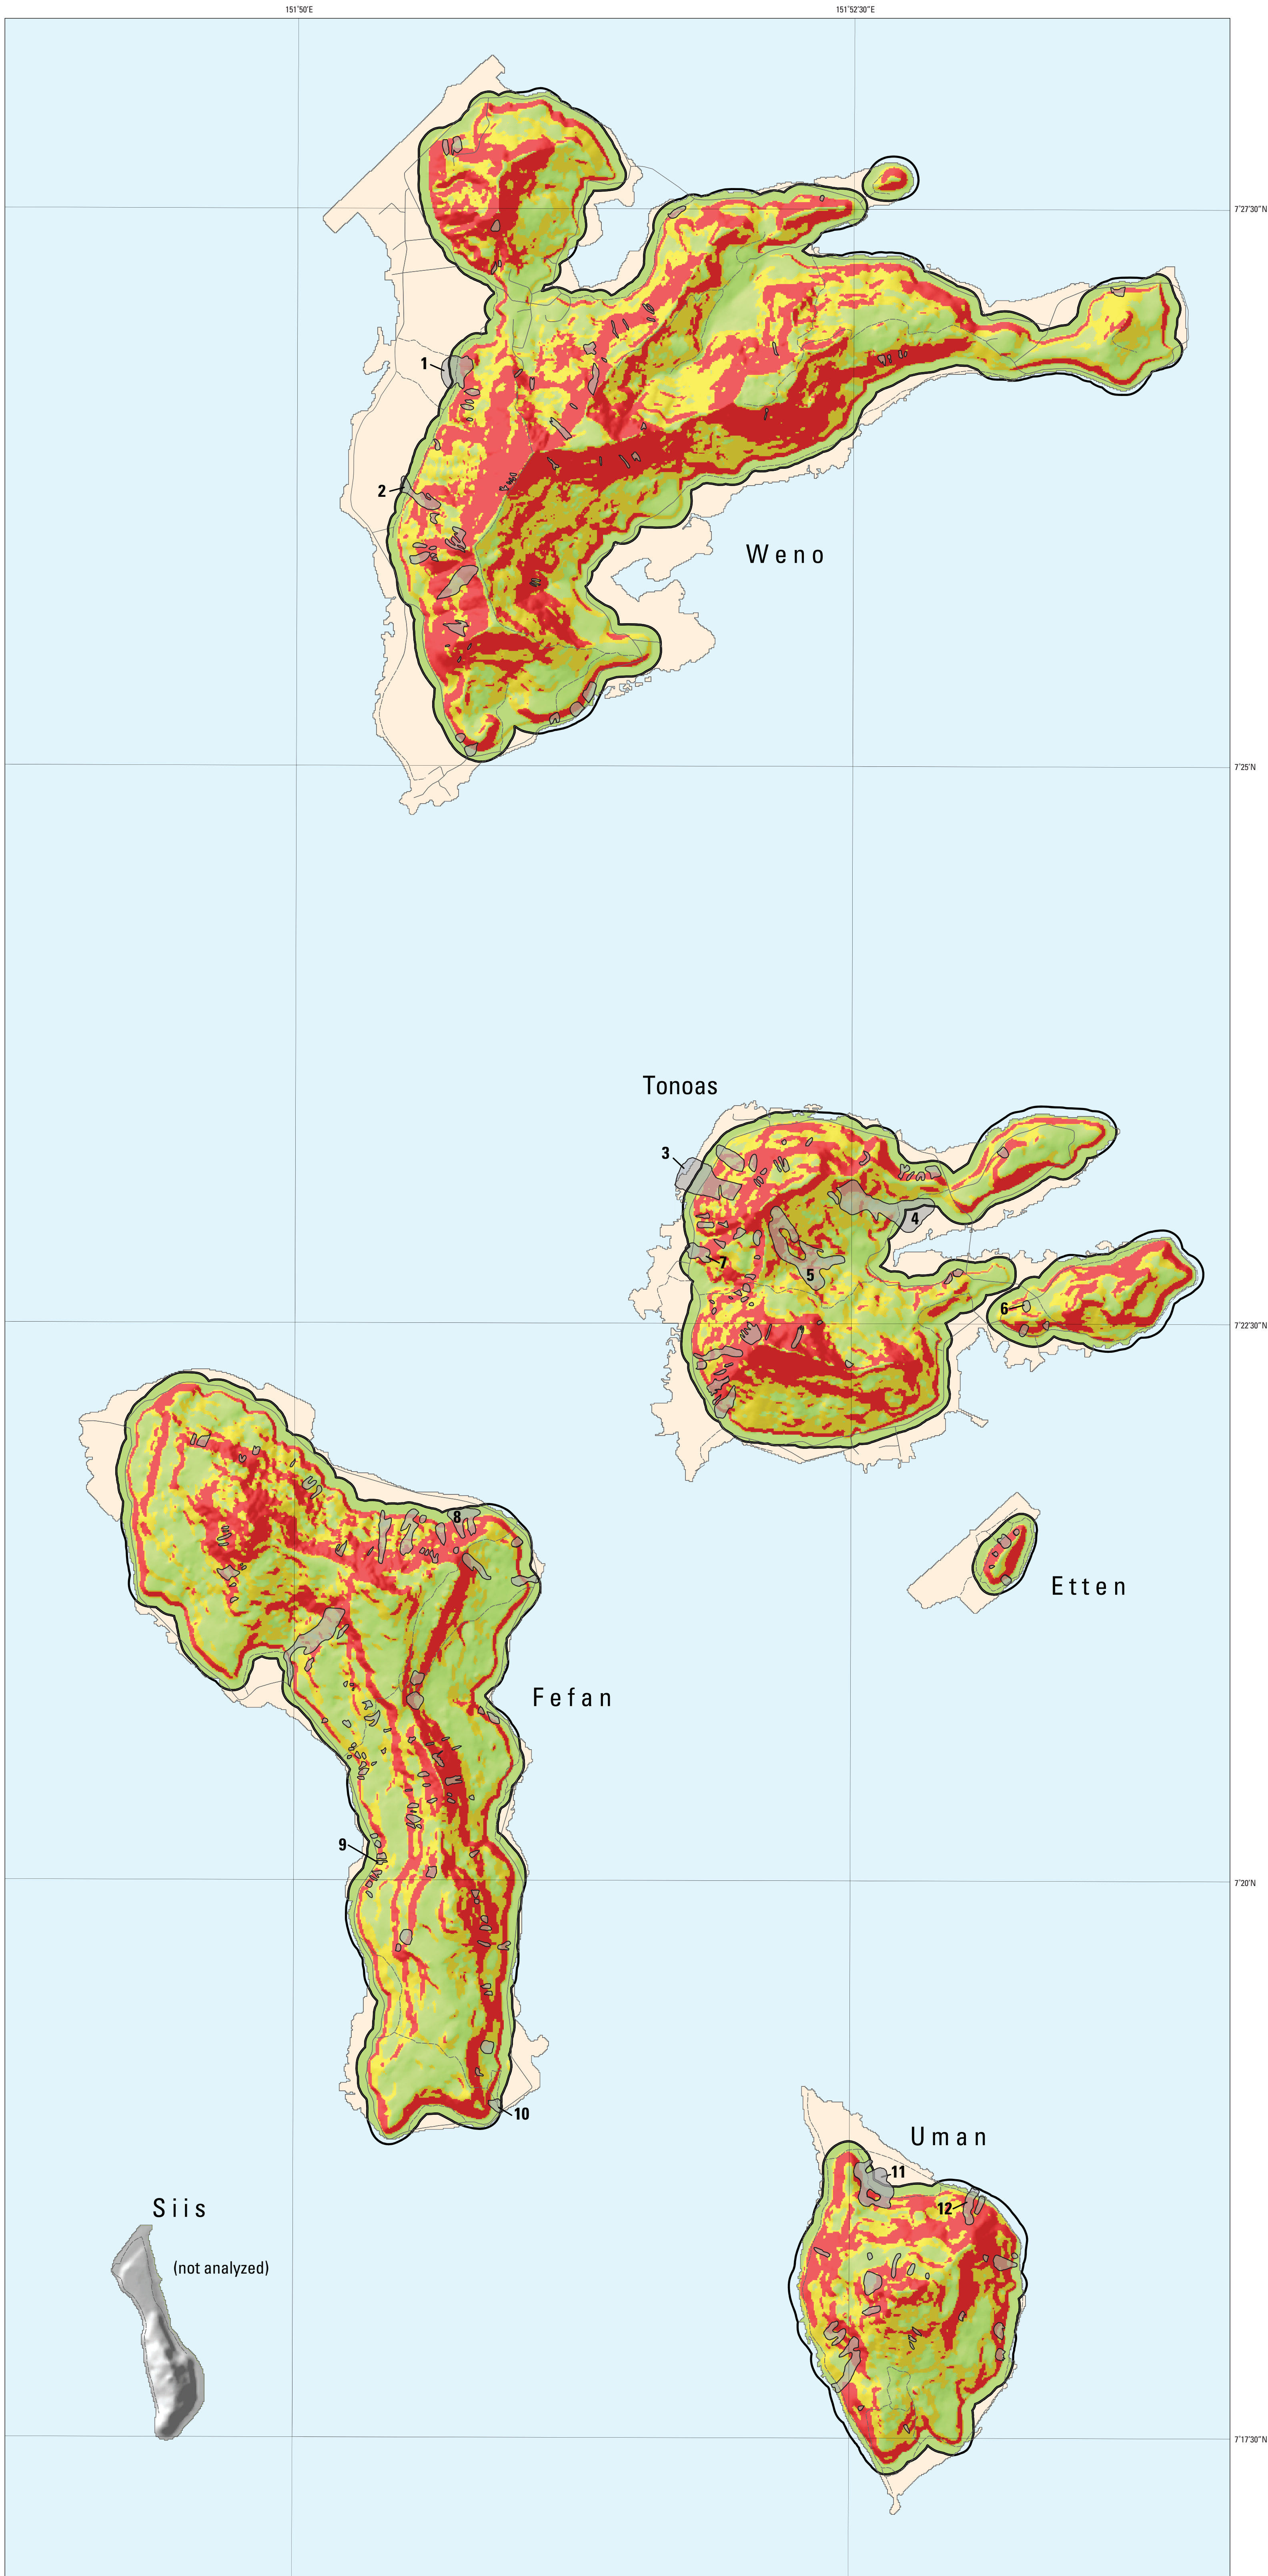 151°50'E
151°52'30"E
7°27'30"N
1
2
Weno
7°25'N
Tonoas
3
4
7
5
6
7°22'30"N
8
Etten
Fefan
9
7°20'N
10
Uman
11
12
Siis
(not analyzed)
7°17'30"N